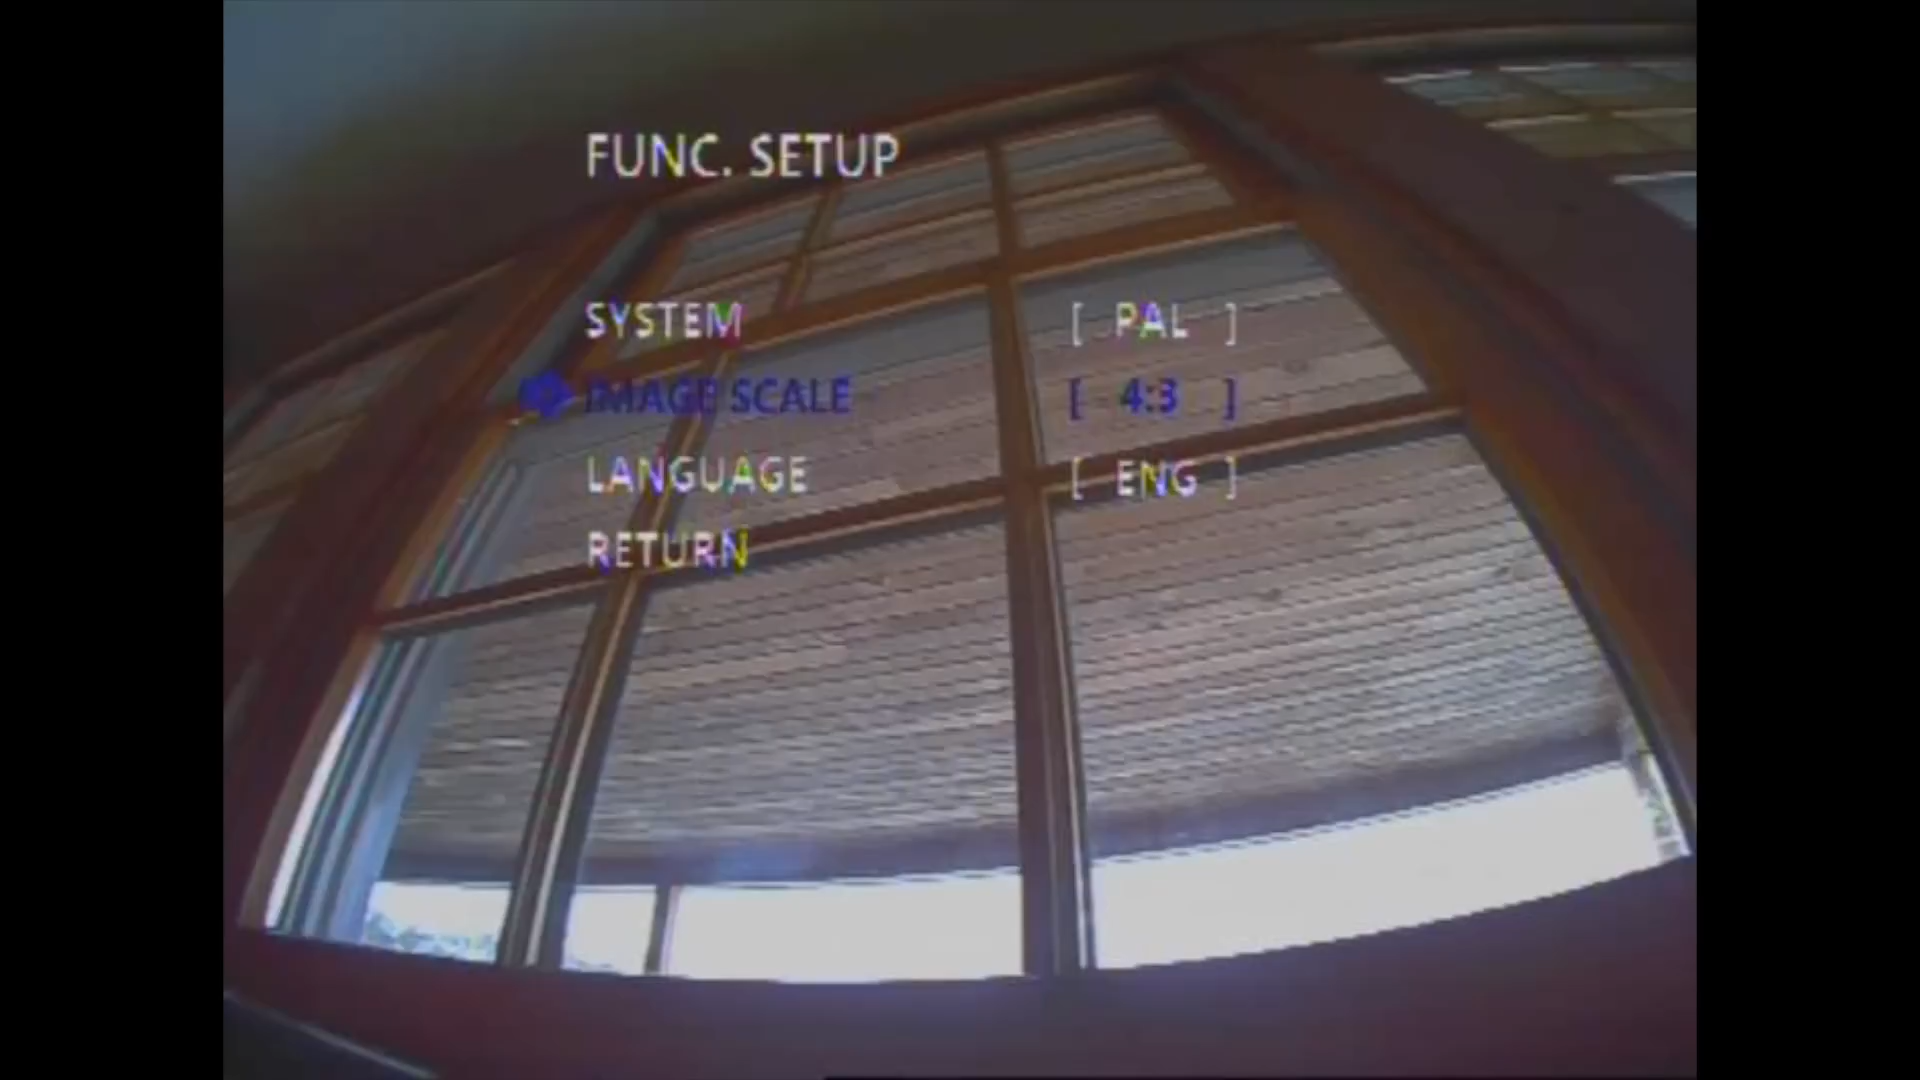 FUNC. SETUP
SYSTEM [ PAL ]
IMAGE SCALE [ 4:3 ]
LANGUAGE [ ENG ]
RETURN